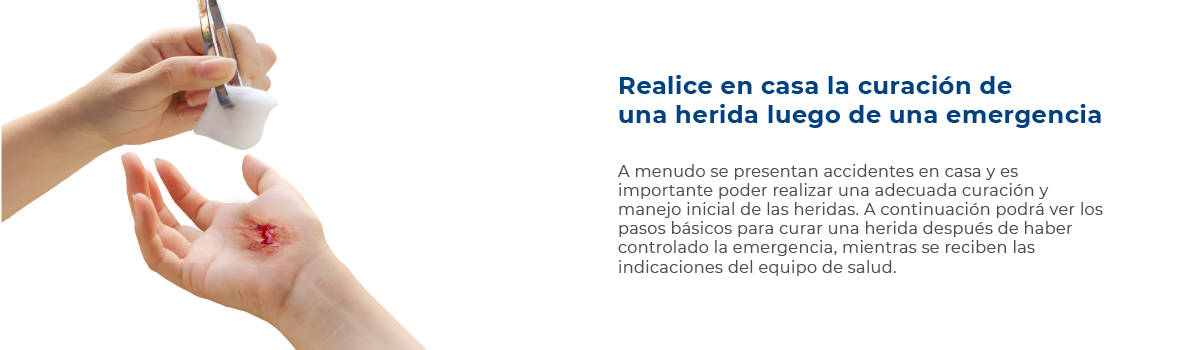 Realice en casa la curación de
una herida luego de una emergencia
A menudo se presentan accidentes en casa y es
importante poder realizar una adecuada curación y
manejo inicial de las heridas. A continuación podrá ver los
pasos básicos para curar una herida después de haber
controlado la emergencia, mientras se reciben las
indicaciones del equipo de salud.